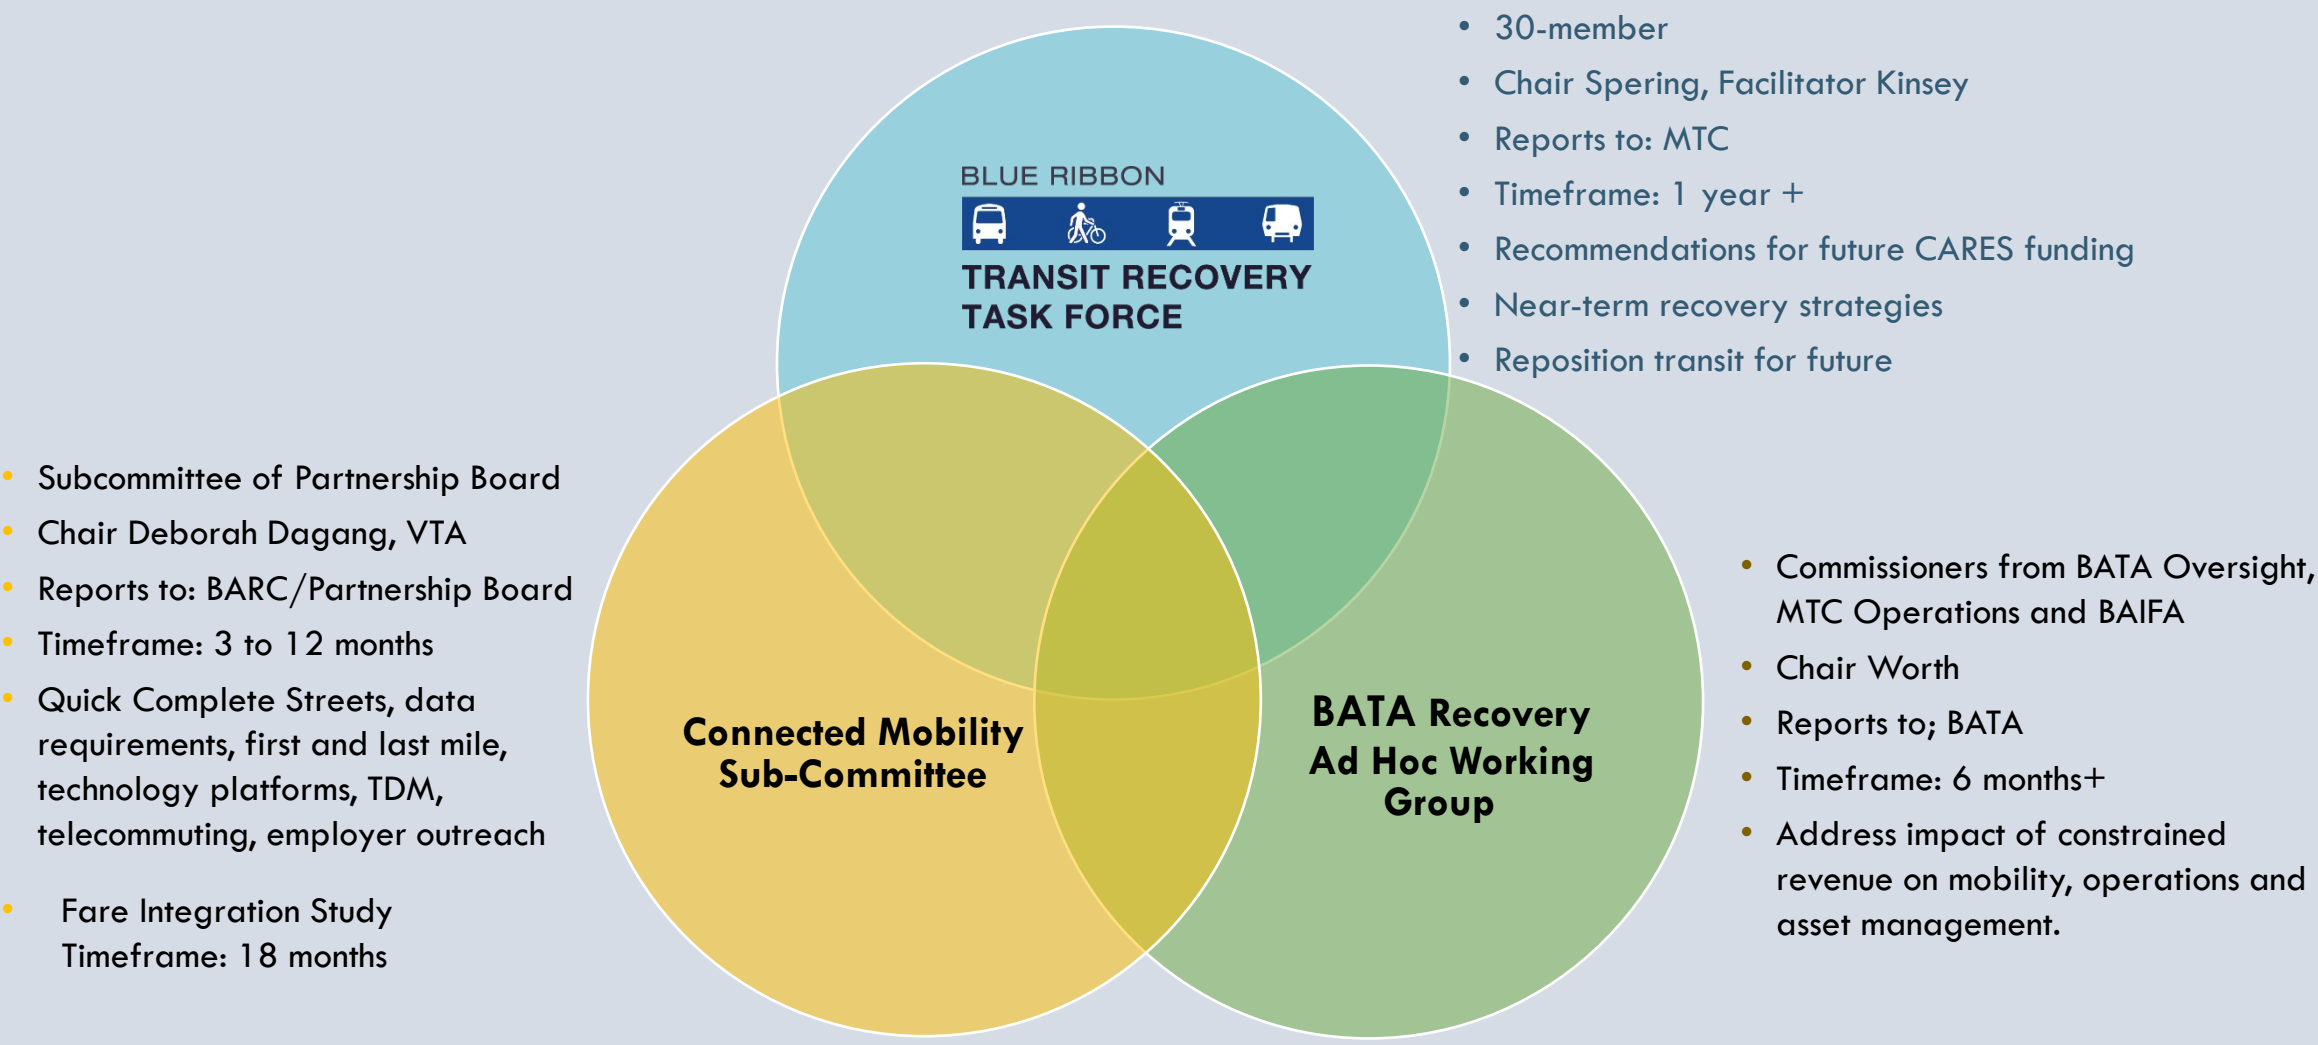 • 30-member
• Chair Spering, Facilitator Kinsey
• Reports to: MTC
• Timeframe: 1 year +
• Recommendations for future CARES funding
• Near-term recovery strategies
• Reposition transit for future
BLUE RIBBON
TRANSIT RECOVERY
TASK FORCE
• Subcommittee of Partnership Board
• Chair Deborah Dagang, VTA
• Reports to: BARC/Partnership Board
• Timeframe: 3 to 12 months
• Quick Complete Streets, data
requirements, first and last mile,
technology platforms, TDM,
telecommuting, employer outreach
• Fare Integration Study
Timeframe: 18 months
Connected Mobility
Sub-Committee
BATA Recovery
Ad Hoc Working
Group
• Commissioners from BATA Oversight,
MTC Operations and BAIFA
• Chair Worth
• Reports to; BATA
• Timeframe: 6 months+
• Address impact of constrained
revenue on mobility, operations and
asset management.